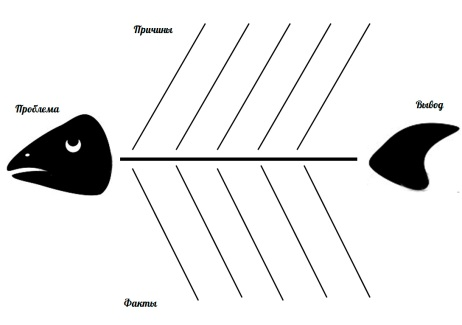 Причины
Проблема
Вывод
Факты